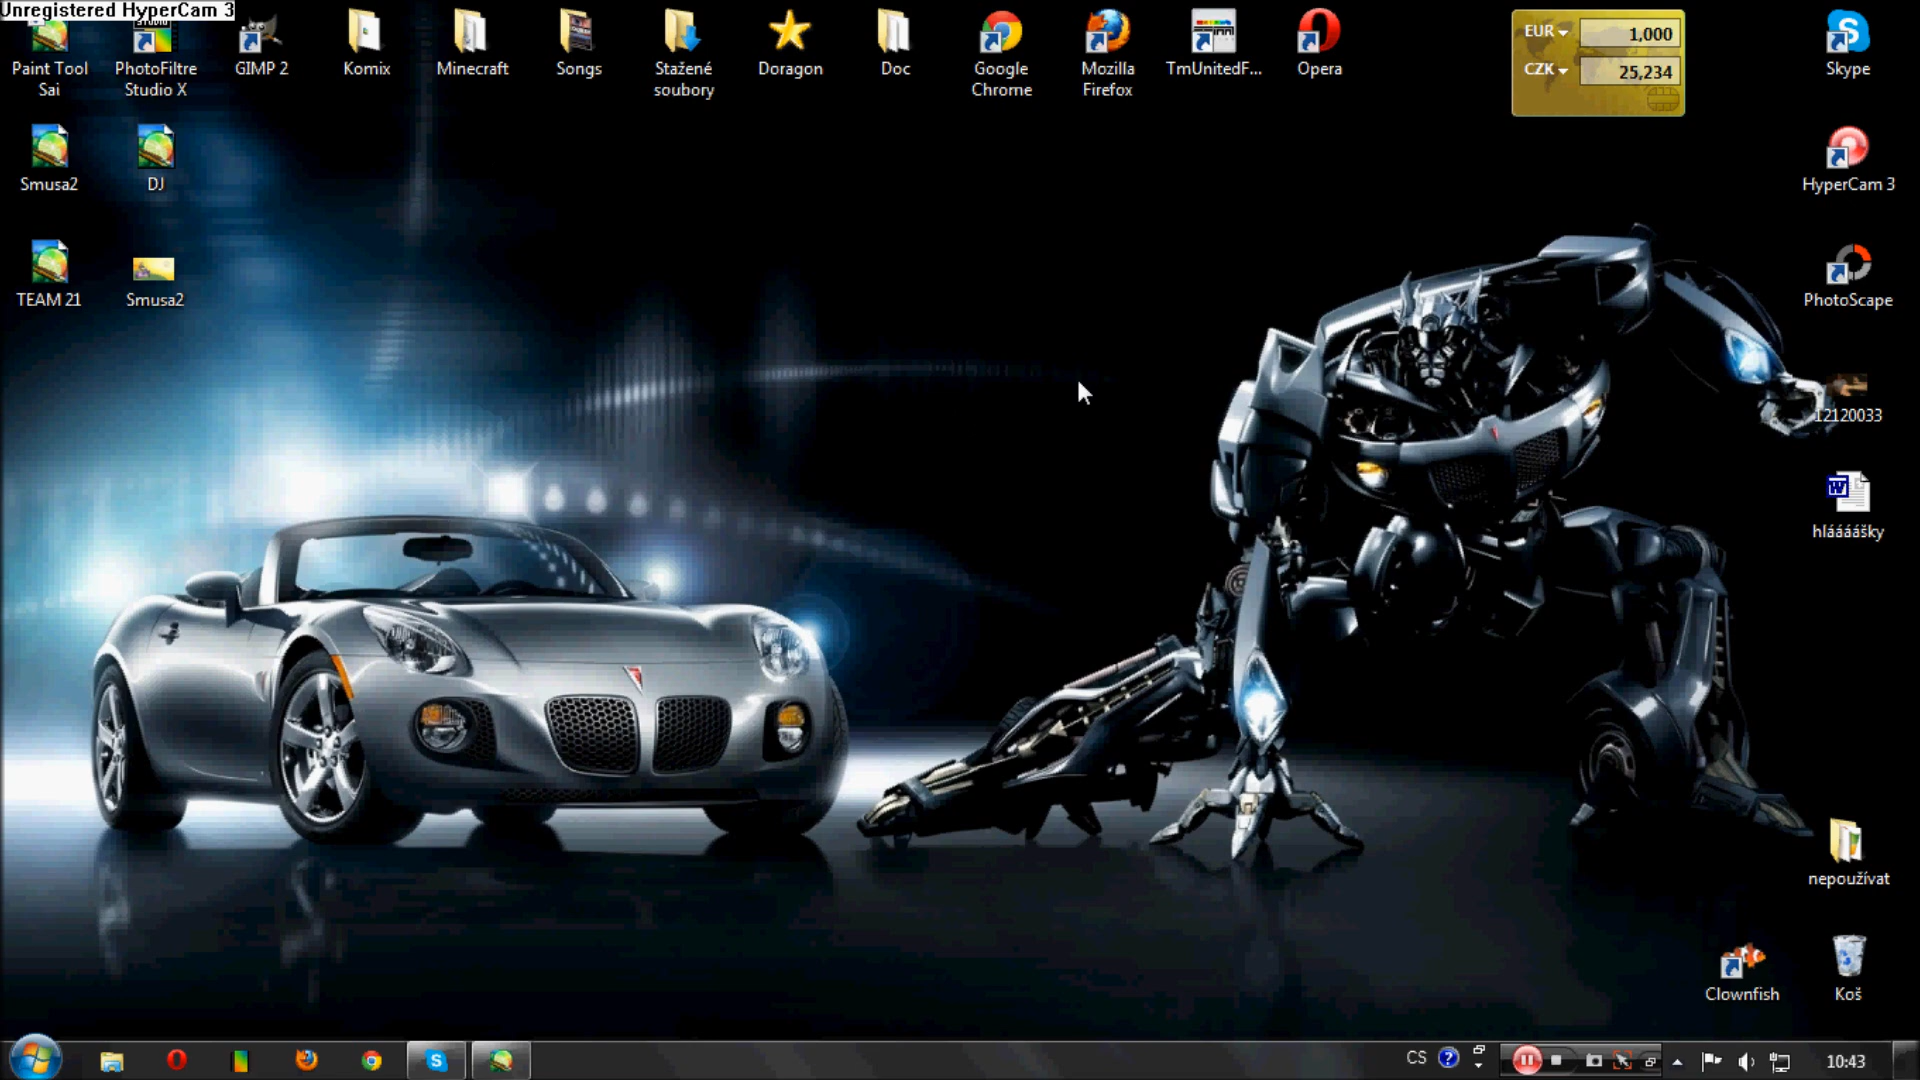 Unregistered HyperCam 3
Paint Tool
Sai
PhotoFiltre
Studio X
GIMP 2
Komix
Minecraft
Songs
Stažené
soubory
Doragon
Doc
Google
Chrome
Mozilla
Firefox
TmUnitedF...
Opera
EUR 1,000
CZK 25,234
Skype
Smusa2
DJ
HyperCam 3
TEAM 21
Smusa2
PhotoScape
12120033
hláááášky
nepoužívat
Clownfish
Koš
CS
10:43